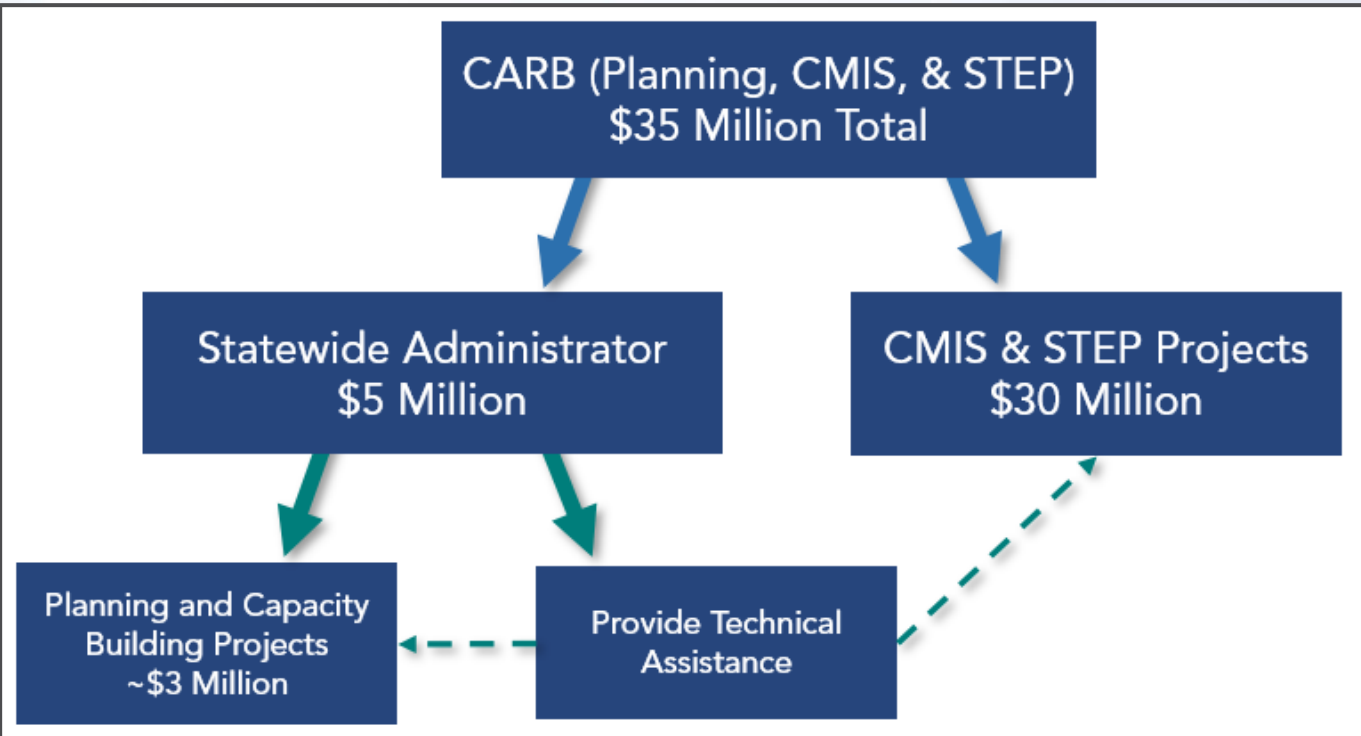 CARB (Planning, CMIS, & STEP)
$35 Million Total
Statewide Administrator
$5 Million
CMIS & STEP Projects
$30 Million
Planning and Capacity
Building Projects
~$3 Million
Provide Technical
Assistance